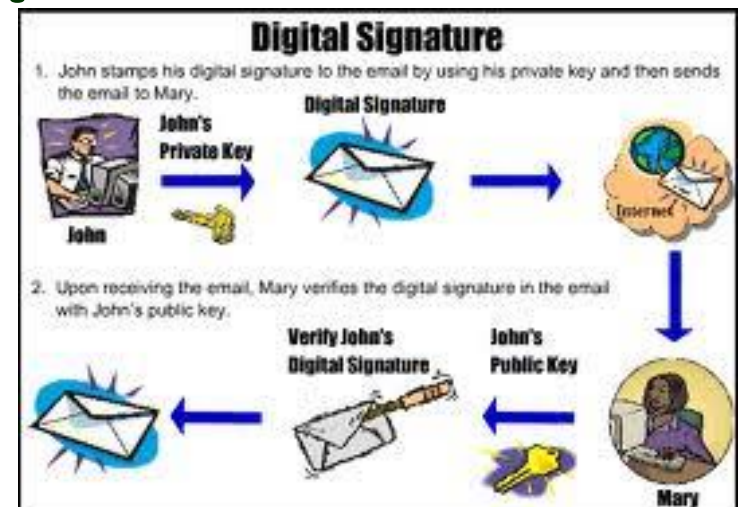 Digital Signature
1. John stamps his digital signature to the email by using his private key and then sends
the email to Mary.
Digital Signature
John's
Private Key
John
Internet
2. Upon receiving the email, Mary verifies the digital signature in the email
with John's public key.
Verify John's
Digital Signature
John's
Public Key
Mary